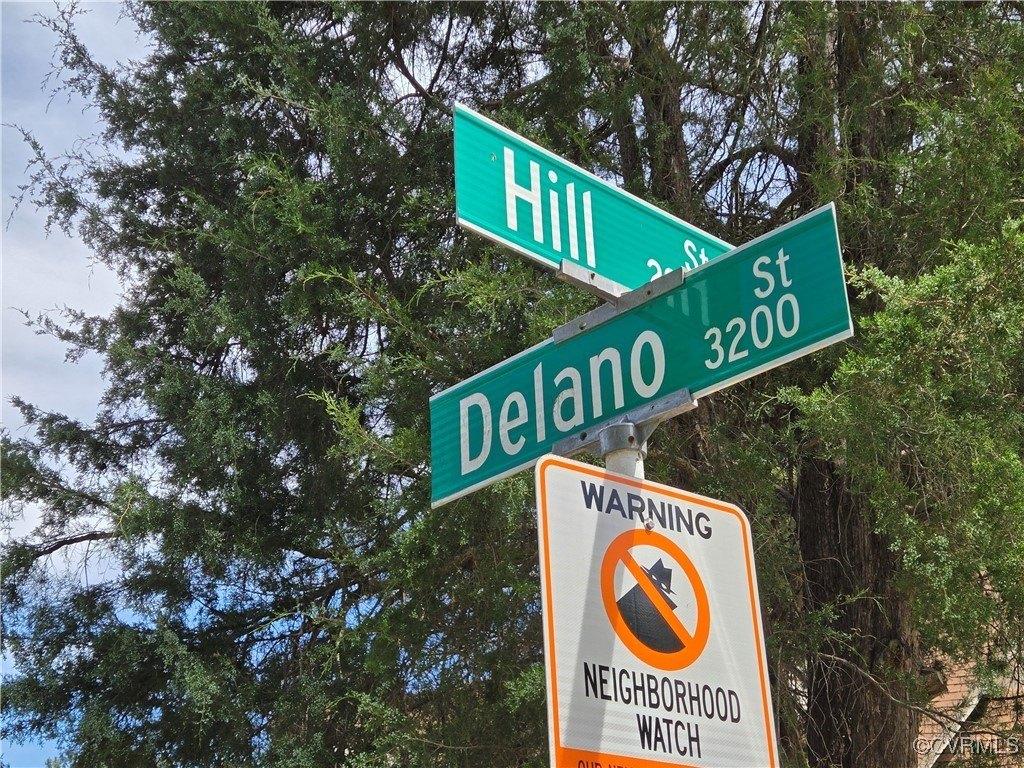 Hill St
Delano St
3200
WARNING
NEIGHBORHOOD
WATCH
©CVRMLS